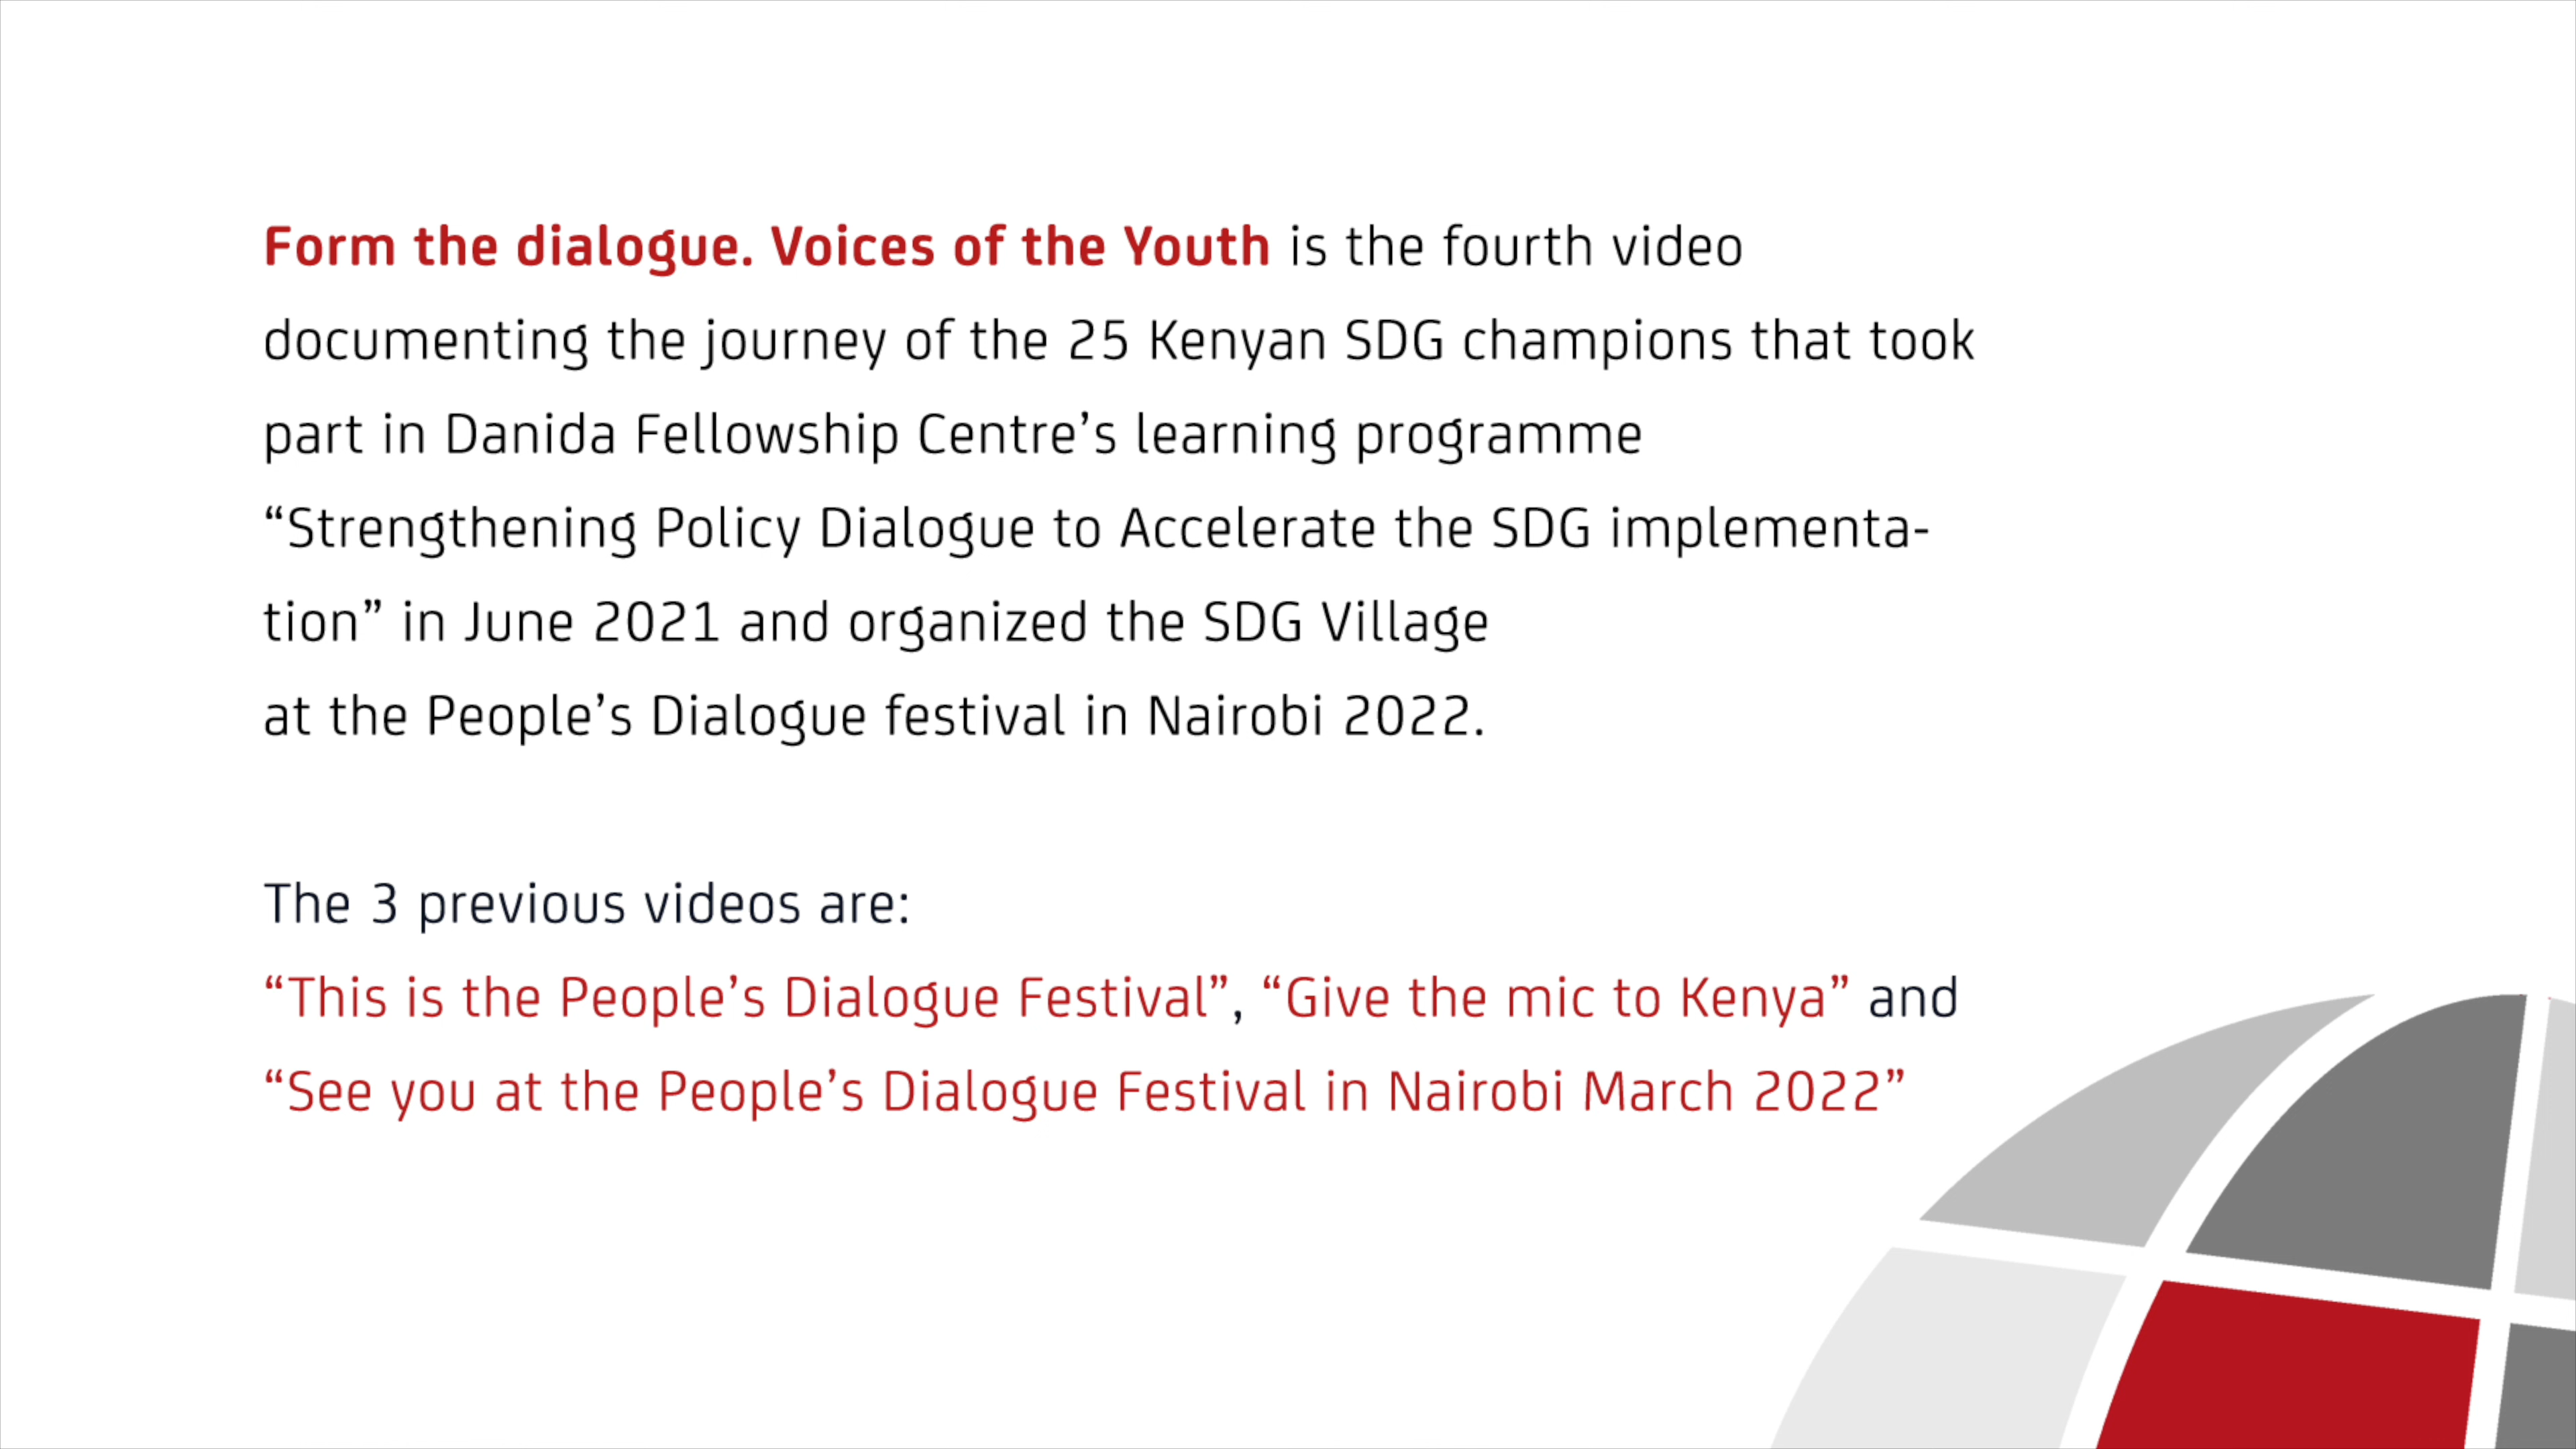 Form the dialogue. Voices of the Youth is the fourth video
documenting the journey of the 25 Kenyan SDG champions that took
part in Danida Fellowship Centre’s learning programme
“Strengthening Policy Dialogue to Accelerate the SDG implementa-
tion” in June 2021 and organized the SDG Village
at the People’s Dialogue festival in Nairobi 2022.
The 3 previous videos are:
“This is the People’s Dialogue Festival”, “Give the mic to Kenya” and
“See you at the People’s Dialogue Festival in Nairobi March 2022”